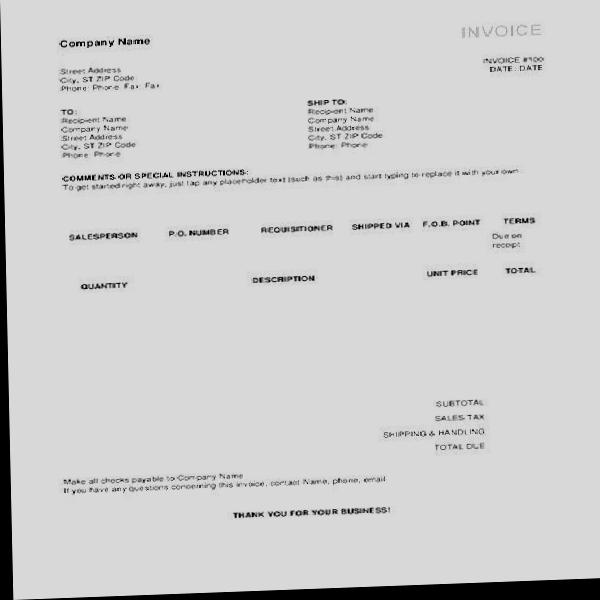 INVOICE
Company Name
INVOICE #100
DATE: DATE
Street Address
City, ST ZIP Code
Phone: Phone Fax: Fax
TO:
Recipient Name
Company Name
Street Address
City, ST ZIP Code
Phone: Phone
SHIP TO:
Recipient Name
Company Name
Street Address
City, ST ZIP Code
Phone: Phone
COMMENTS OR SPECIAL INSTRUCTIONS:
To get started right away, just tap any placeholder text (such as this) and start typing to replace it with your own.
SALESPERSON P.O. NUMBER REQUISITIONER SHIPPED VIA F.O.B. POINT TERMS
Due on
receipt
QUANTITY DESCRIPTION UNIT PRICE TOTAL
SUBTOTAL
SALES TAX
SHIPPING & HANDLING
TOTAL DUE
Make all checks payable to Company Name
If you have any questions concerning this invoice, contact Name, phone, email
THANK YOU FOR YOUR BUSINESS!